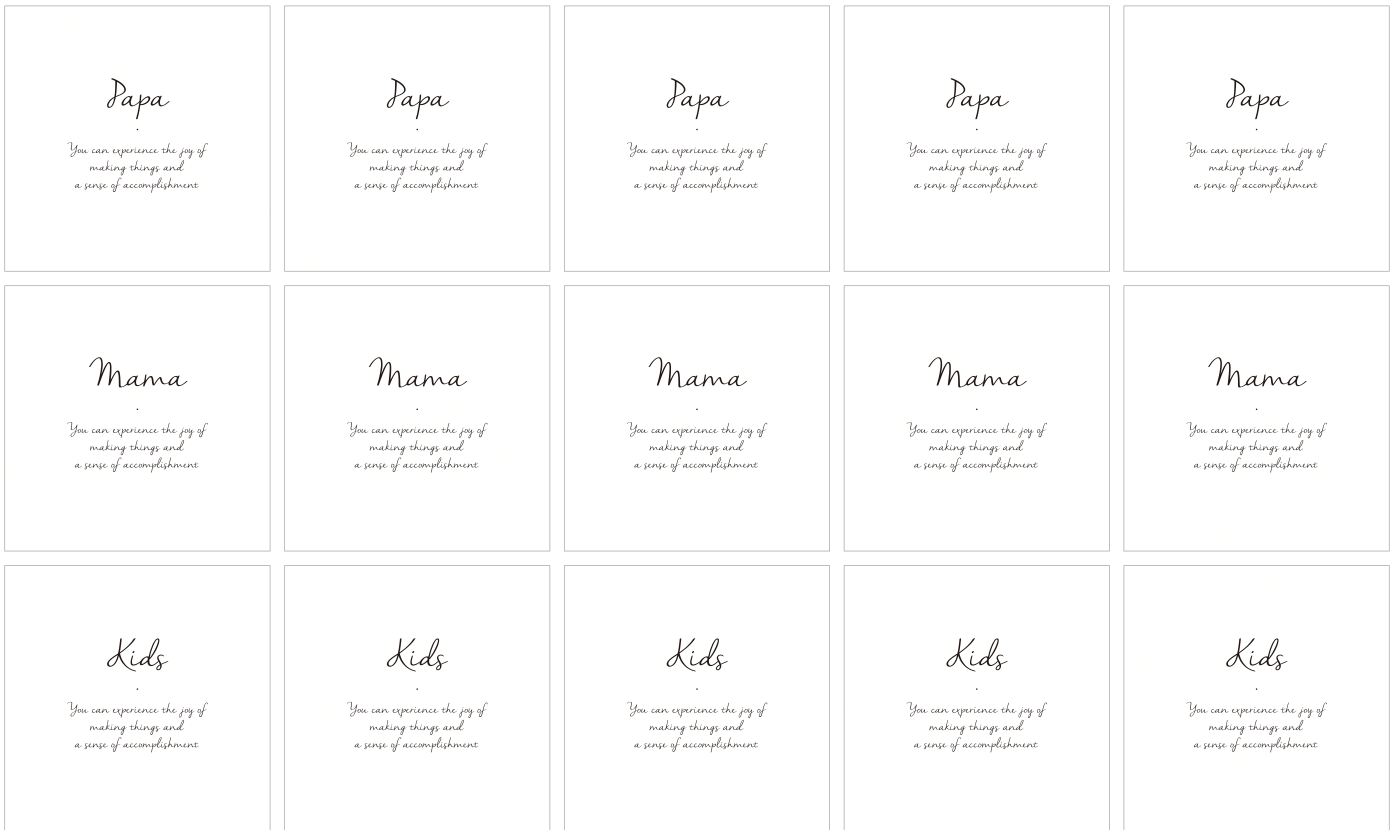 Papa Papa Papa Papa Papa
You can experience the joy of You can experience the joy of You can experience the joy of You can experience the joy of You can experience the joy of
making things and making things and making things and making things and making things and
a sense of accomplishment a sense of accomplishment a sense of accomplishment a sense of accomplishment a sense of accomplishment
Mama Mama Mama Mama Mama
You can experience the joy of You can experience the joy of You can experience the joy of You can experience the joy of You can experience the joy of
making things and making things and making things and making things and making things and
a sense of accomplishment a sense of accomplishment a sense of accomplishment a sense of accomplishment a sense of accomplishment
Kids Kids Kids Kids Kids
You can experience the joy of You can experience the joy of You can experience the joy of You can experience the joy of You can experience the joy of
making things and making things and making things and making things and making things and
a sense of accomplishment a sense of accomplishment a sense of accomplishment a sense of accomplishment a sense of accomplishment